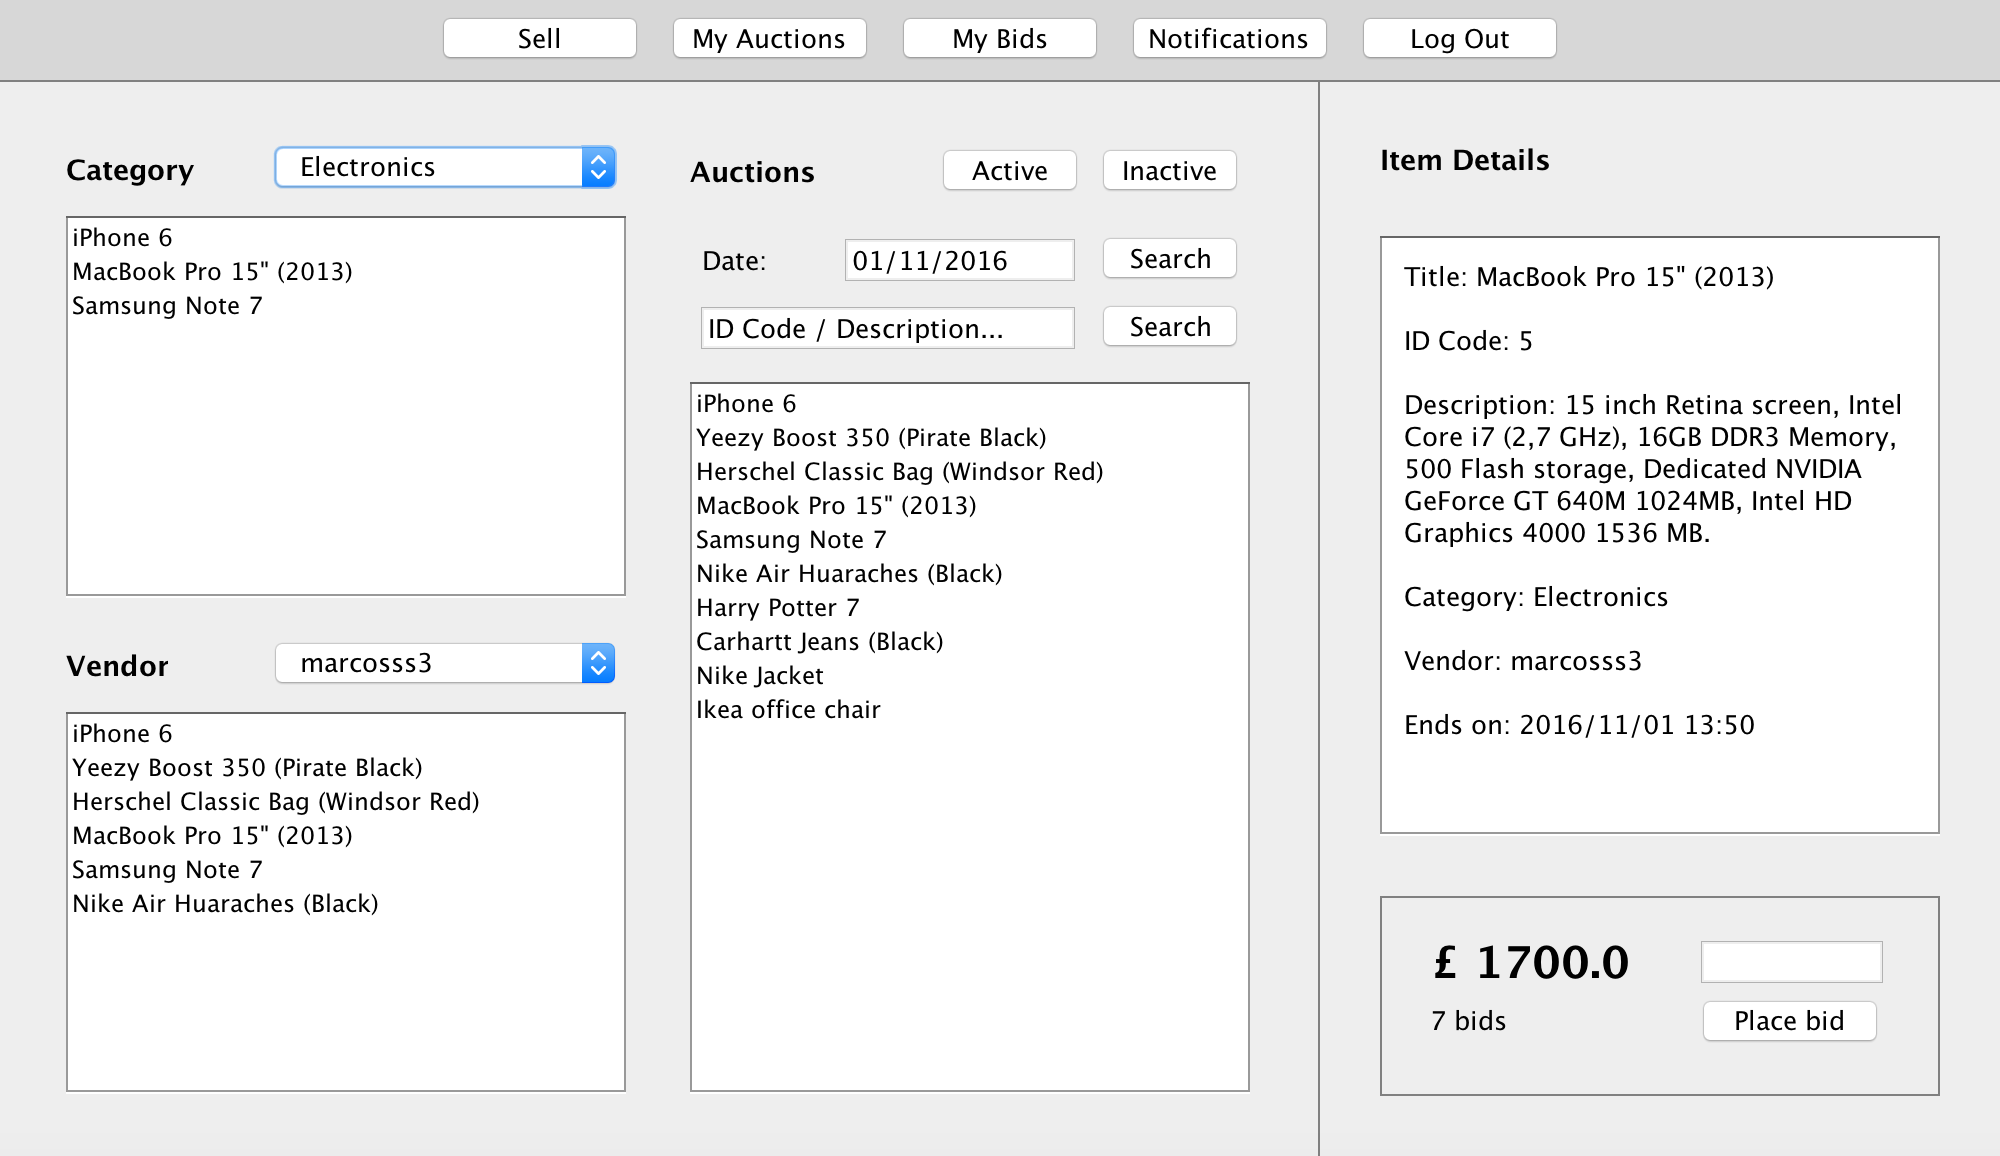 Sell
My Auctions
My Bids
Notifications
Log Out
Category
Electronics
iPhone 6
MacBook Pro 15" (2013)
Samsung Note 7
Vendor
marcosss3
iPhone 6
Yeezy Boost 350 (Pirate Black)
Herschel Classic Bag (Windsor Red)
MacBook Pro 15" (2013)
Samsung Note 7
Nike Air Huaraches (Black)
Auctions
Active
Inactive
Date:
01/11/2016
Search
ID Code / Description...
Search
iPhone 6
Yeezy Boost 350 (Pirate Black)
Herschel Classic Bag (Windsor Red)
MacBook Pro 15" (2013)
Samsung Note 7
Nike Air Huaraches (Black)
Harry Potter 7
Carhartt Jeans (Black)
Nike Jacket
Ikea office chair
Item Details
Title: MacBook Pro 15" (2013)
ID Code: 5
Description: 15 inch Retina screen, Intel
Core i7 (2,7 GHz), 16GB DDR3 Memory,
500 Flash storage, Dedicated NVIDIA
GeForce GT 640M 1024MB, Intel HD
Graphics 4000 1536 MB.
Category: Electronics
Vendor: marcosss3
Ends on: 2016/11/01 13:50
£ 1700.0
7 bids
Place bid